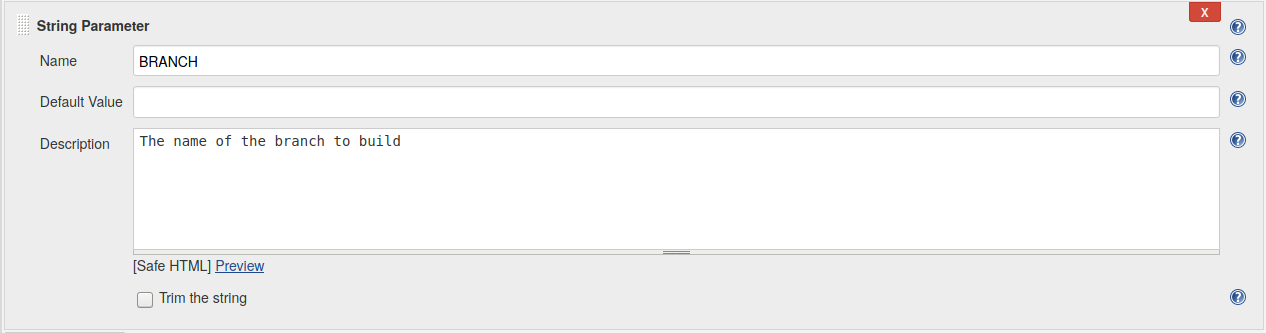 String Parameter
X
Name
BRANCH
Default Value
Description
The name of the branch to build
[Safe HTML] Preview
Trim the string